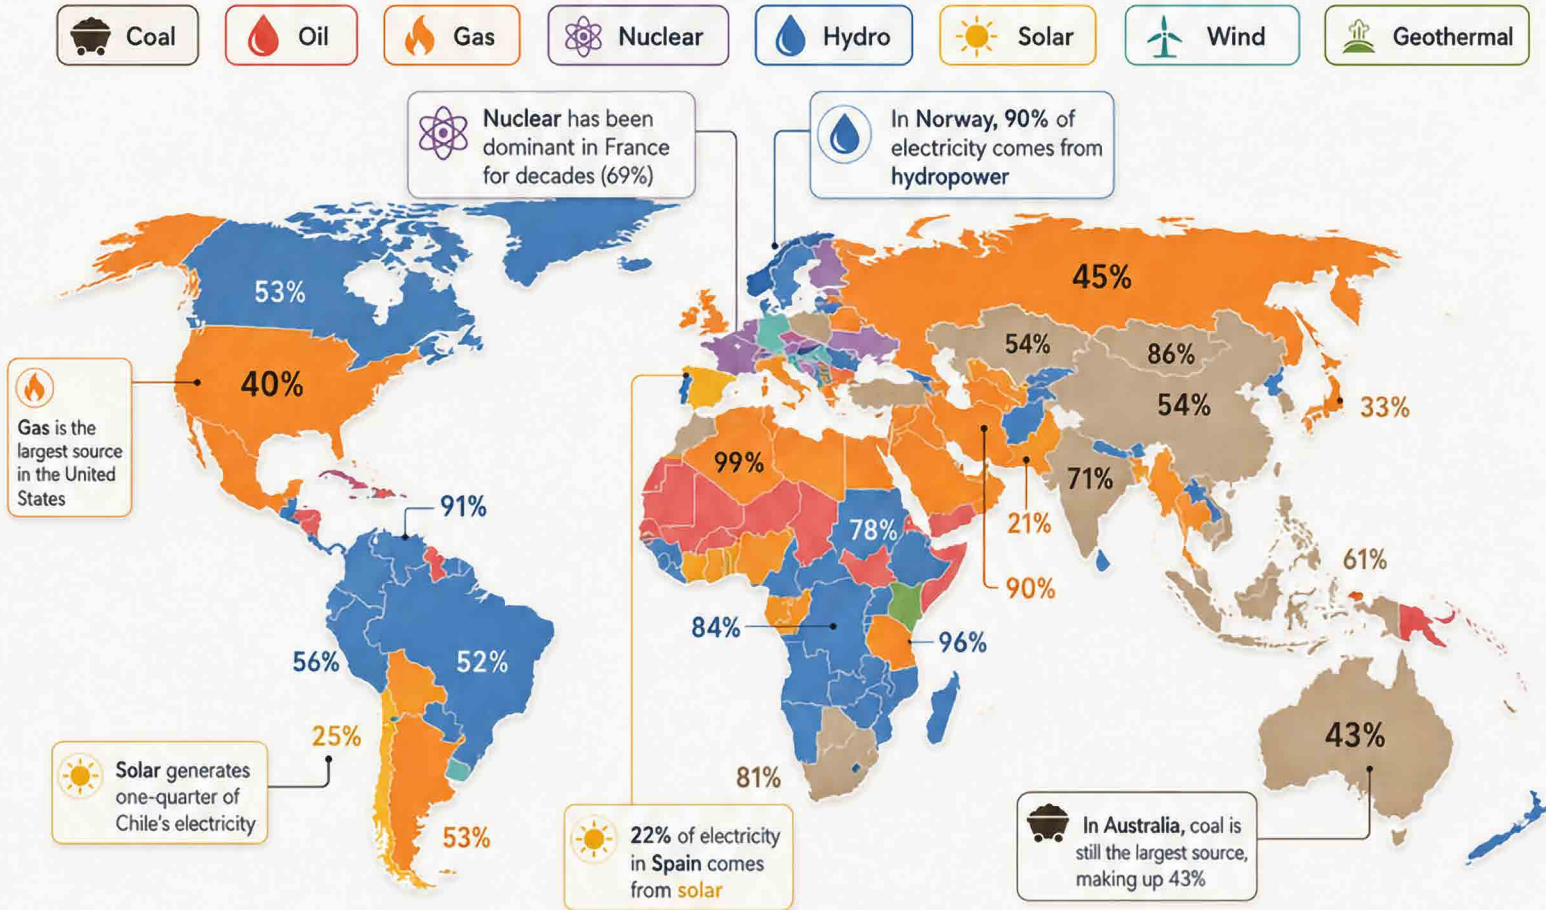 Coal
Oil
Gas
Nuclear
Hydro
Solar
Wind
Geothermal
Nuclear has been
dominant in France
for decades (69%)
In Norway, 90% of
electricity comes from
hydropower
53%
45%
54%
86%
40%
54%
33%
Gas is the
largest source
in the United
States
99%
71%
91%
78%
21%
61%
90%
84%
96%
56%
52%
25%
43%
Solar generates
one-quarter of
Chile's electricity
81%
53%
22% of electricity
in Spain comes
from solar
In Australia, coal is
still the largest source,
making up 43%